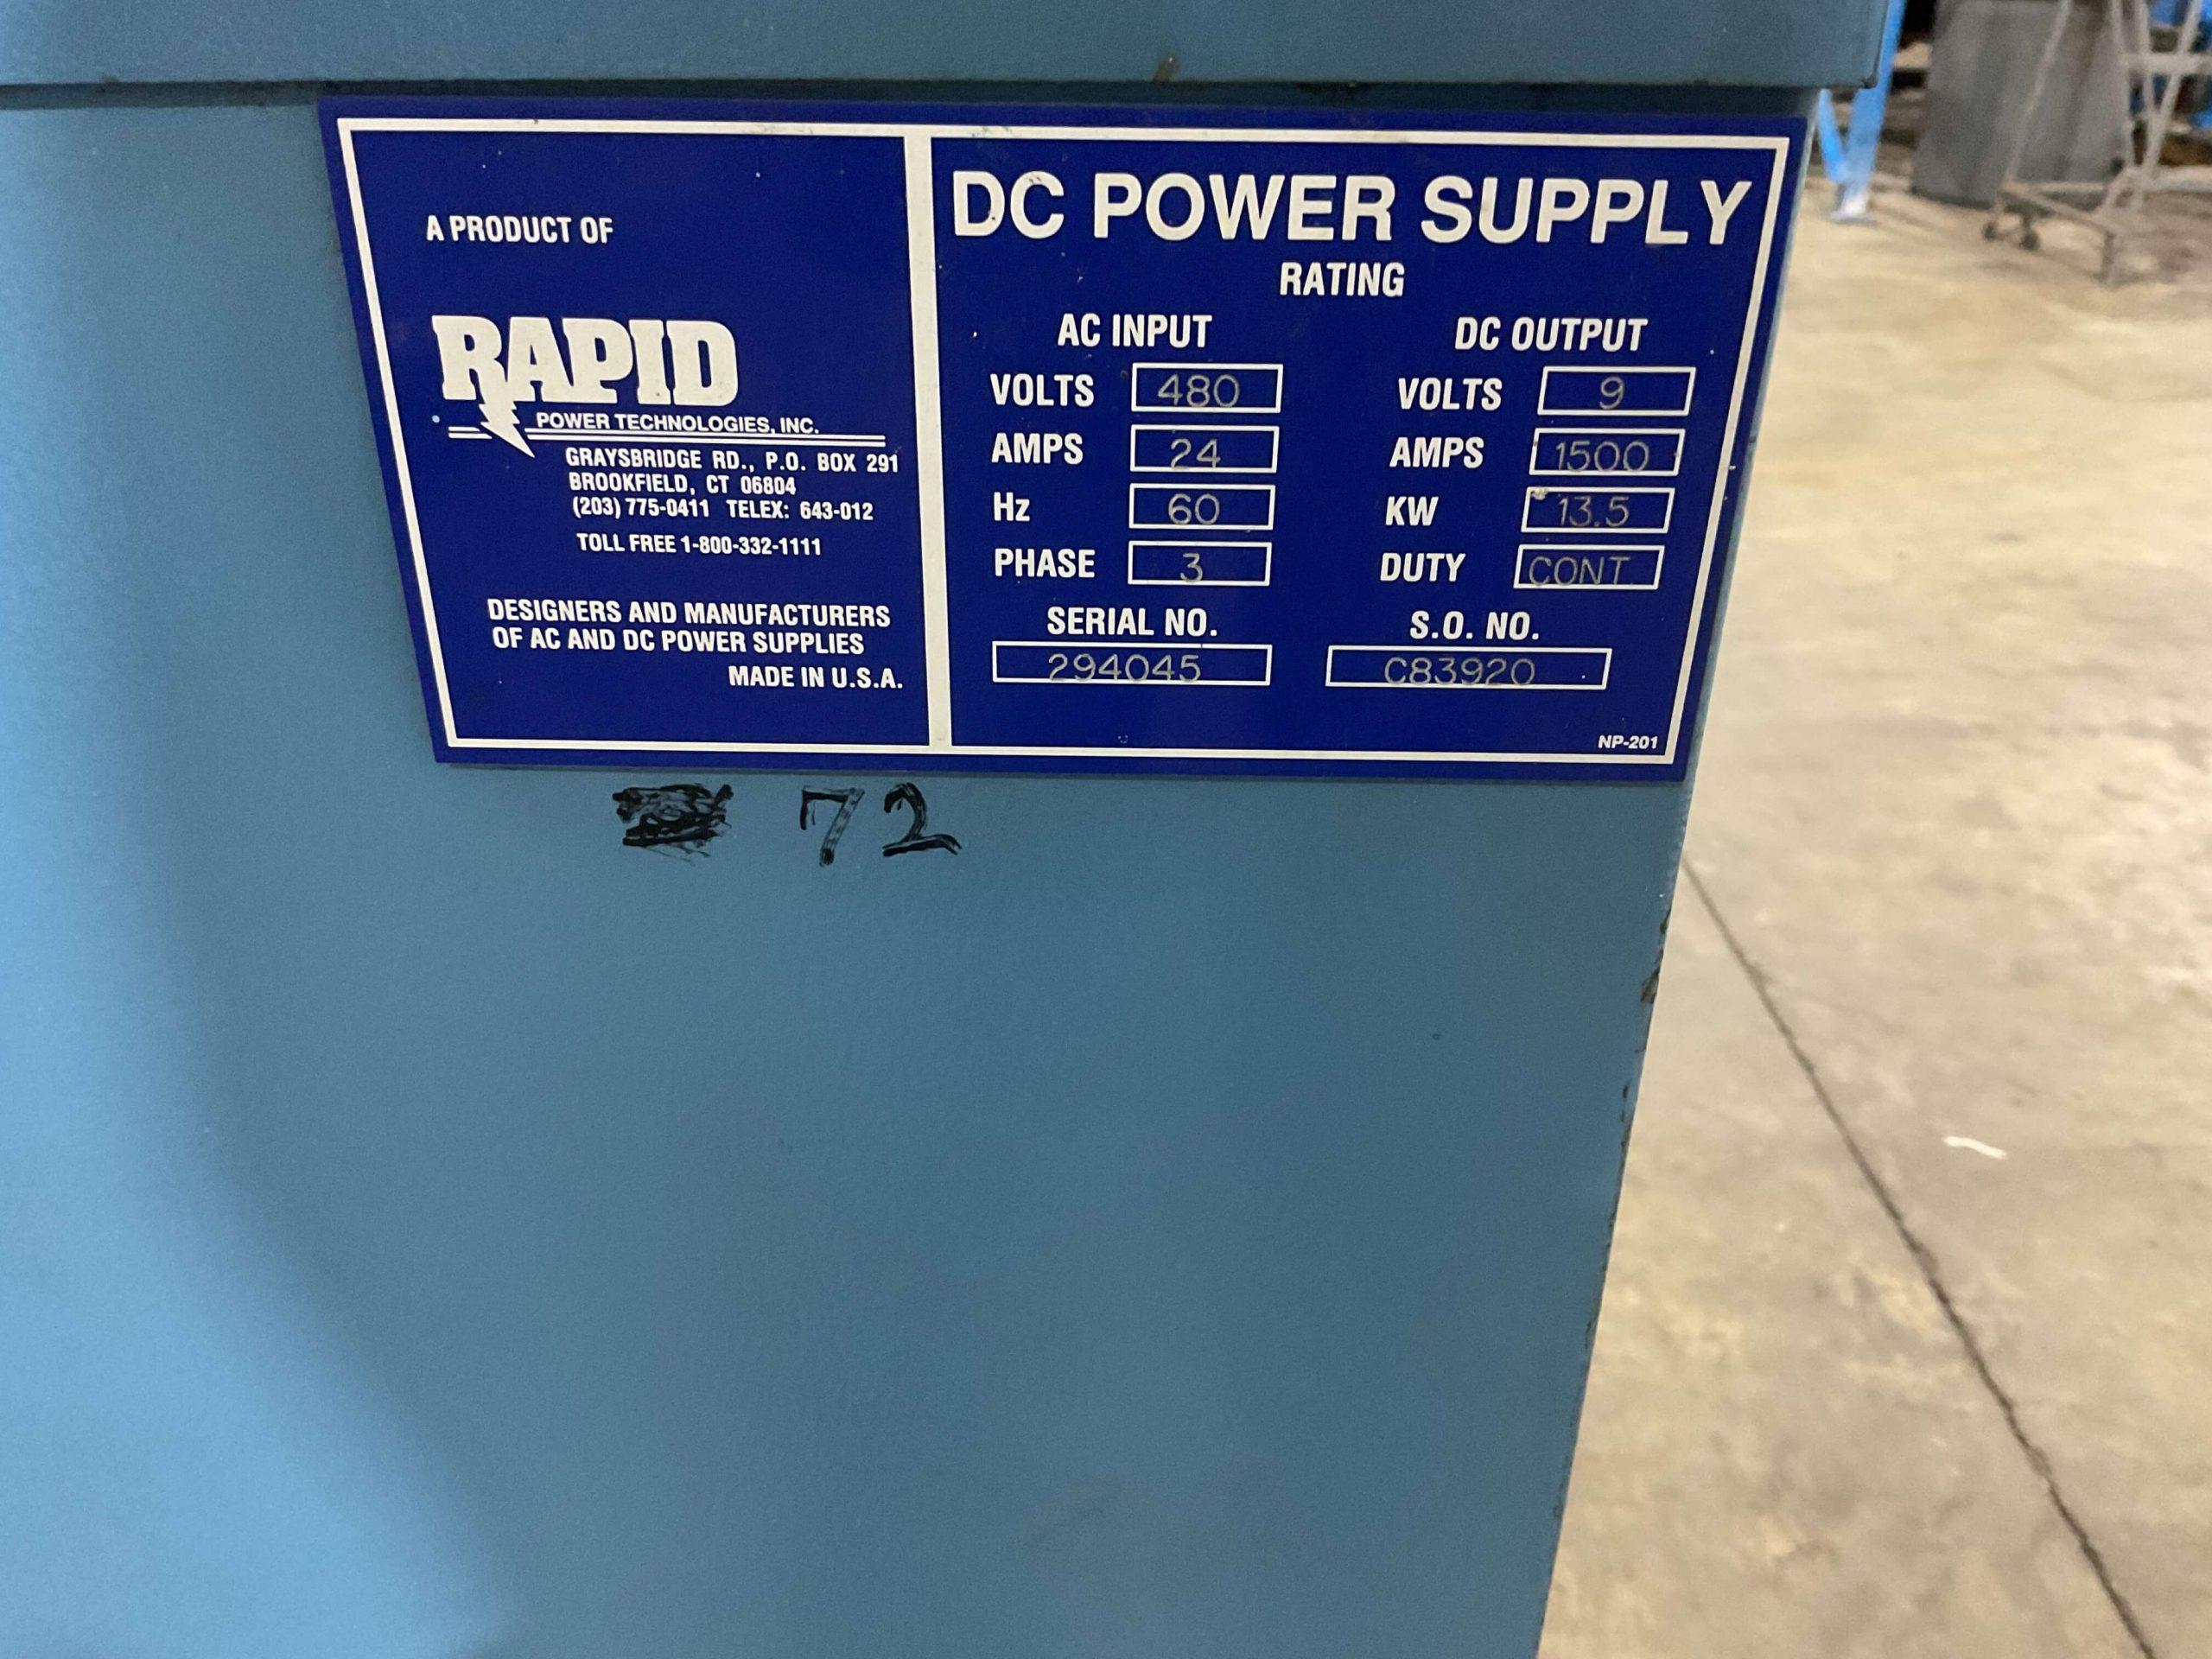 A PRODUCT OF
RAPID
POWER TECHNOLOGIES, INC.
GRAYSBRIDGE RD., P.O. BOX 291
BROOKFIELD, CT 06804
(203) 775-0411 TELEX: 643-012
TOLL FREE 1-800-332-1111
DESIGNERS AND MANUFACTURERS
OF AC AND DC POWER SUPPLIES
MADE IN U.S.A.
DC POWER SUPPLY
RATING
AC INPUT
VOLTS 480
AMPS 24
Hz 60
PHASE 3
DC OUTPUT
VOLTS 9
AMPS 1500
KW 13.5
DUTY CONT.
SERIAL NO.
294045
S.O. NO.
C83920
NP-201
72